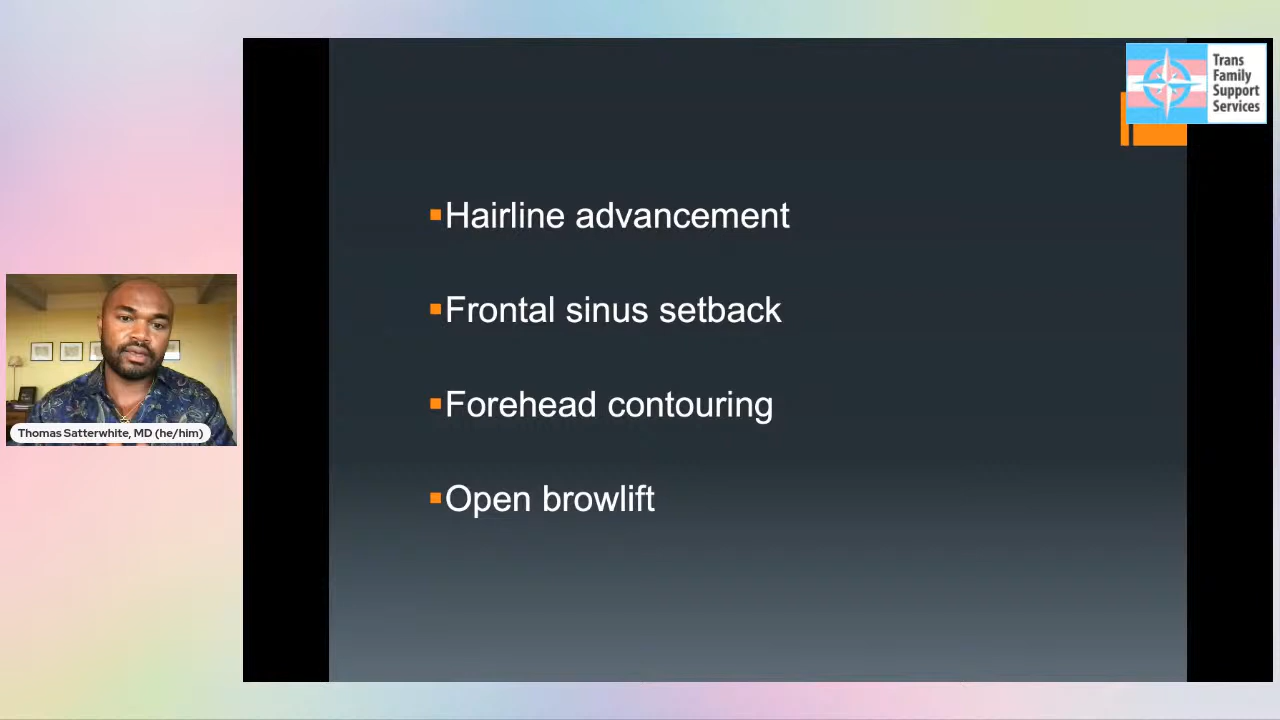 Trans
Family
Support
Services
▪Hairline advancement
▪Frontal sinus setback
▪Forehead contouring
▪Open browlift
Thomas Satterwhite, MD (he/him)